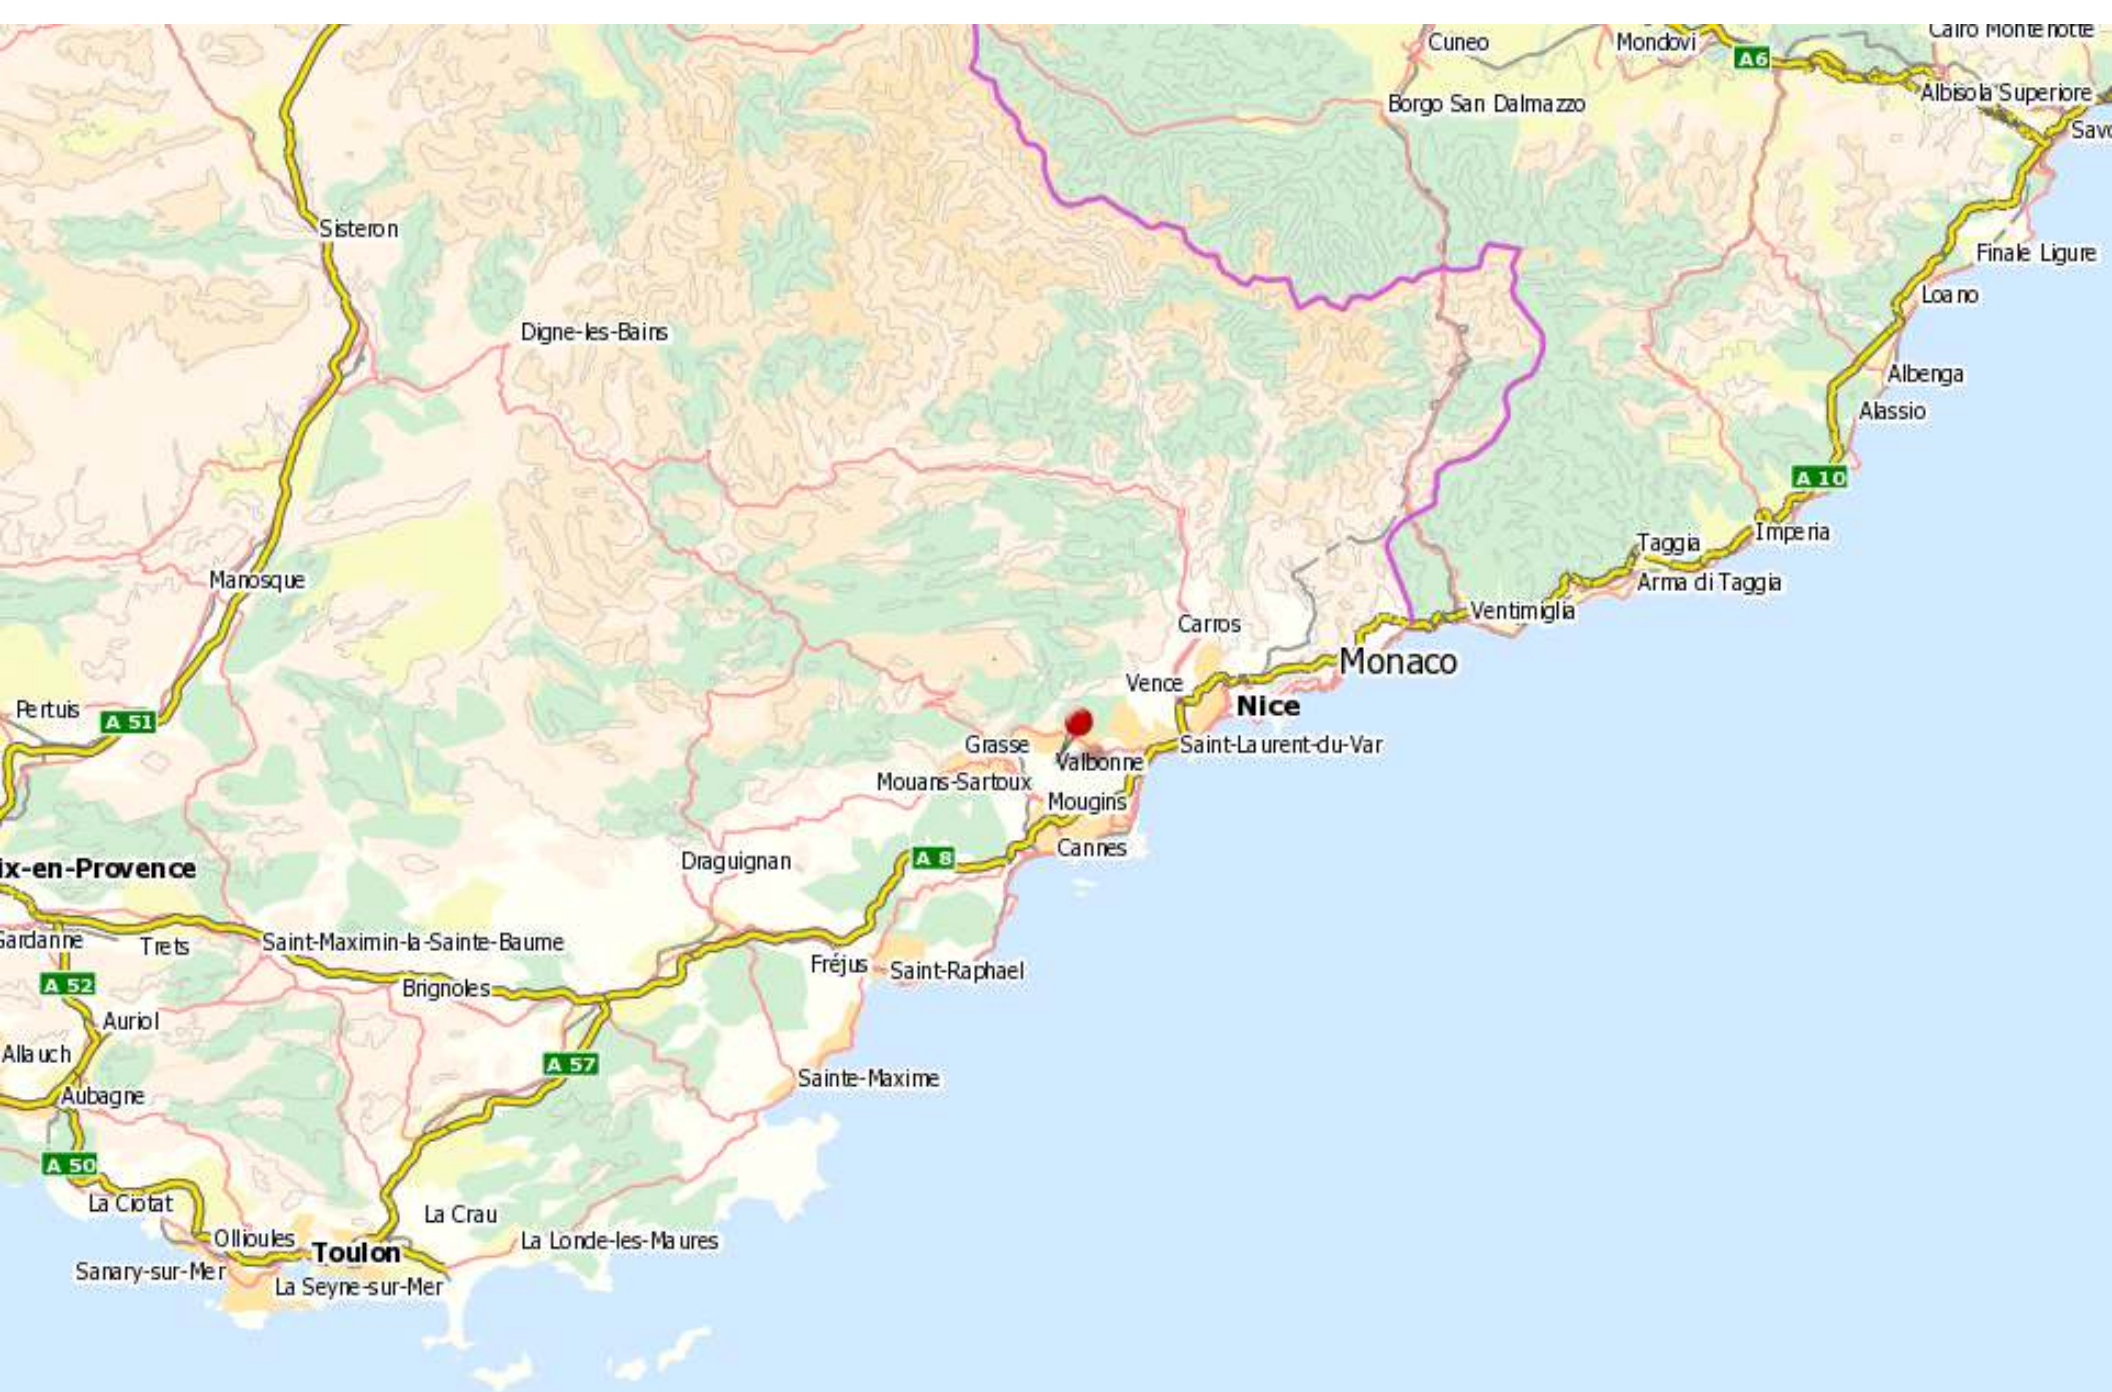 Cairo Montenotte
Cuneo
Mondovi
A6
Albisola Superiore
Borgo San Dalmazzo
Savo
Sisteron
Finale Ligure
Loano
Digne-les-Bains
Albenga
Alassio
A 10
Imperia
Taggia
Manosque
Arma di Taggia
Ventimiglia
Carros
Monaco
Vence
Nice
Pertuis
A 51
Grasse
Saint-Laurent-du-Var
Valbonne
Mouans-Sartoux
Mougins
Cannes
A 8
Draguignan
ix-en-Provence
Gardanne
Trets
Saint-Maximin-la-Sainte-Baume
Fréjus
Saint-Raphael
A 52
Brignoles
Auriol
Allauch
A 57
Sainte-Maxime
Aubagne
A 50
La Ciotat
La Crau
Ollioules
Toulon
La Londe-les-Maures
Sanary-sur-Mer
La Seyne-sur-Mer